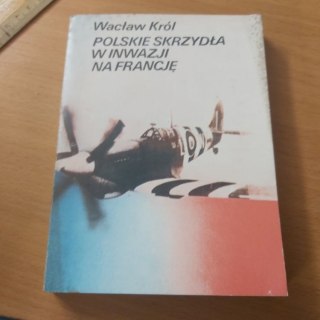 Wacław Król
POLSKIE SKRZYDŁA
W INWAZJI
NA FRANCJĘ